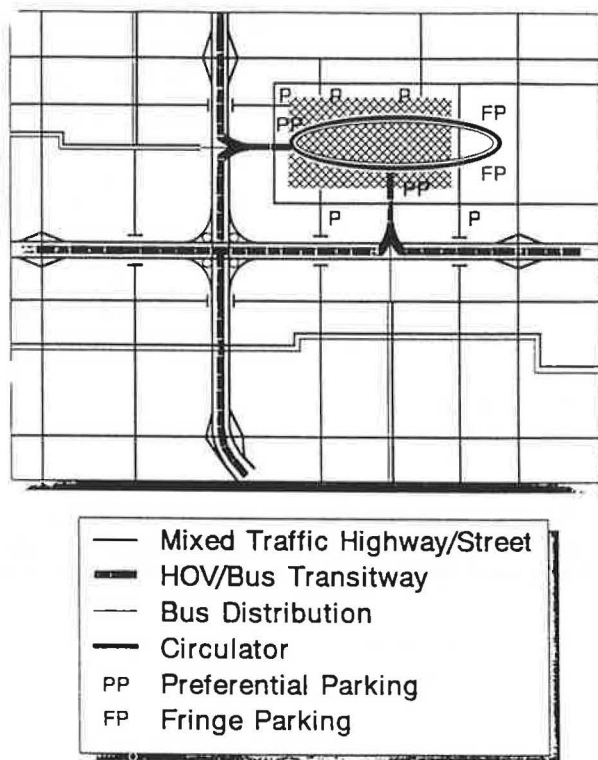 P P P
FP
PP
FP
PP
P P
Mixed Traffic Highway/Street
HOV/Bus Transitway
Bus Distribution
Circulator
PP Preferential Parking
FP Fringe Parking